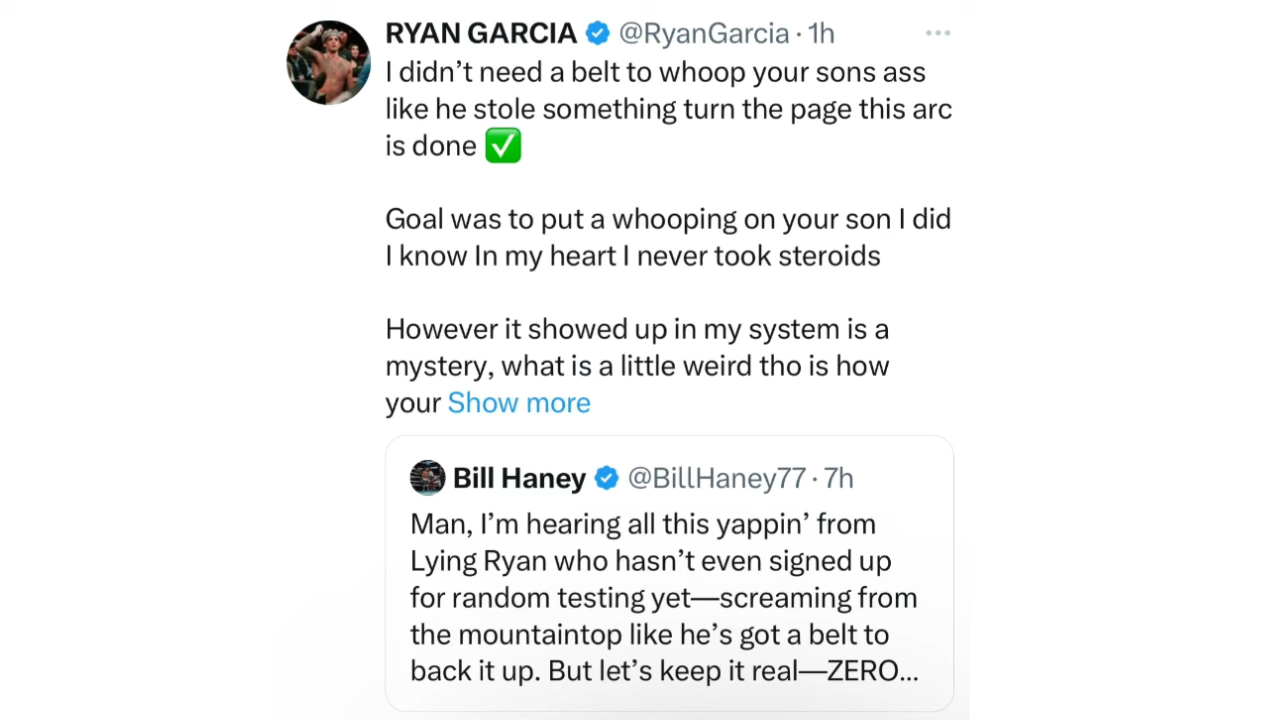 RYAN GARCIA @RyanGarcia · 1h
I didn’t need a belt to whoop your sons ass
like he stole something turn the page this arc
is done ✅
Goal was to put a whooping on your son I did
I know In my heart I never took steroids
However it showed up in my system is a
mystery, what is a little weird tho is how
your Show more
Bill Haney @BillHaney77 · 7h
Man, I’m hearing all this yappin’ from
Lying Ryan who hasn’t even signed up
for random testing yet—screaming from
the mountaintop like he’s got a belt to
back it up. But let’s keep it real—ZERO...